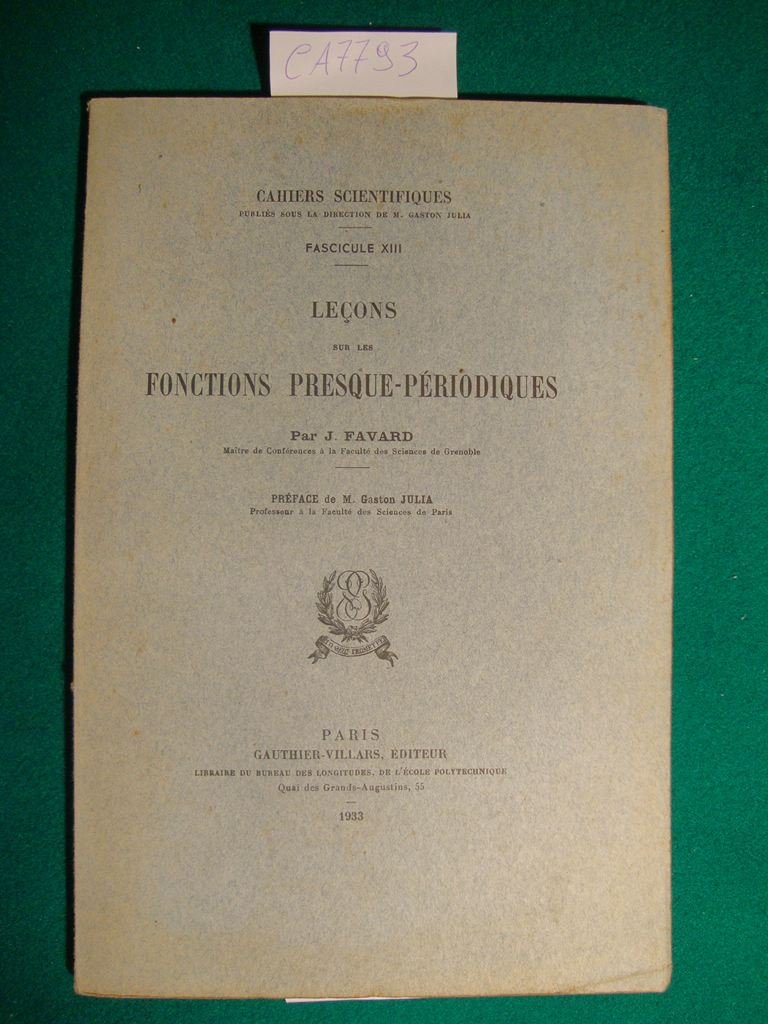 CA7793
CAHIERS SCIENTIFIQUES
PUBLIÉS SOUS LA DIRECTION DE M. GASTON JULIA
FASCICULE XIII
LEÇONS
SUR LES
FONCTIONS PRESQUE-PÉRIODIQUES
Par J. FAVARD
Maître de Conférences à la Faculté des Sciences de Grenoble
PRÉFACE de M. Gaston JULIA
Professeur à la Faculté des Sciences de Paris
PARIS
GAUTHIER-VILLARS, ÉDITEUR
LIBRAIRE DU BUREAU DES LONGITUDES, DE L'ÉCOLE POLYTECHNIQUE
Quai des Grands-Augustins, 55
1933